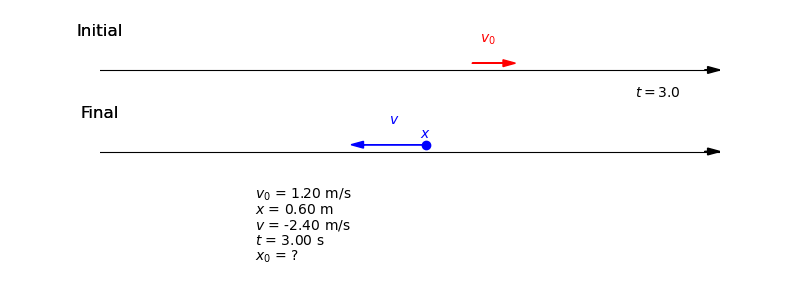 Initial
v₀
t = 3.0
Final
v
x
v₀ = 1.20 m/s
x = 0.60 m
v = -2.40 m/s
t = 3.00 s
x₀ = ?